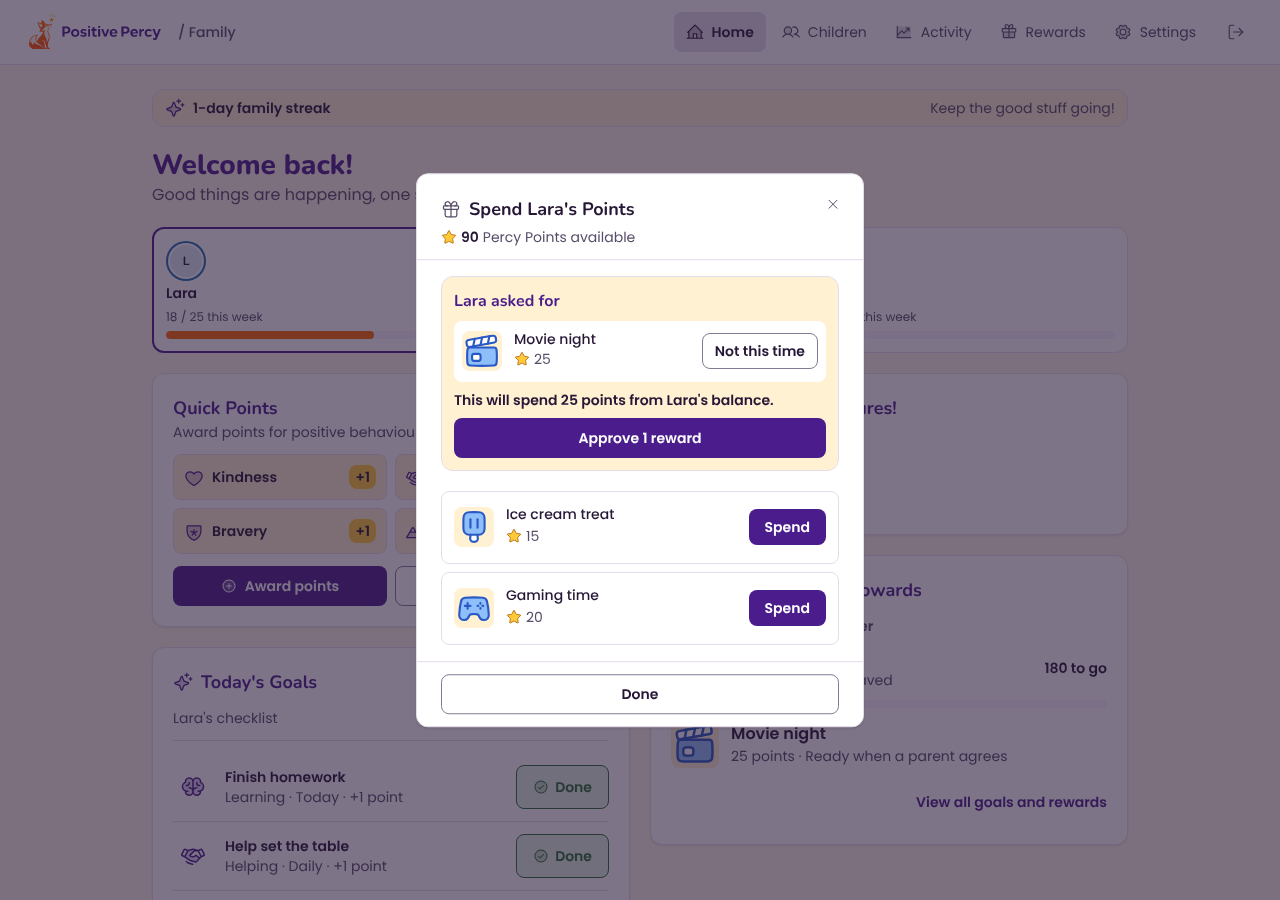 Positive Percy / Family
Home
Children
Activity
Rewards
Settings
1-day family streak
Keep the good stuff going!
Welcome back!
Good things are happening, one
L
Lara
18 / 25 this week
this week
Quick Points
Award points for positive behaviou
Kindness +1
Bravery +1
Award points
Today's Goals
Lara's checklist
Finish homework
Learning · Today · +1 point
Done
Help set the table
Helping · Daily · +1 point
Done
Spend Lara's Points
90 Percy Points available
Lara asked for
Movie night
25
Not this time
This will spend 25 points from Lara's balance.
Approve 1 reward
Ice cream treat
15
Spend
Gaming time
20
Spend
Done
180 to go
Movie night
25 points · Ready when a parent agrees
View all goals and rewards